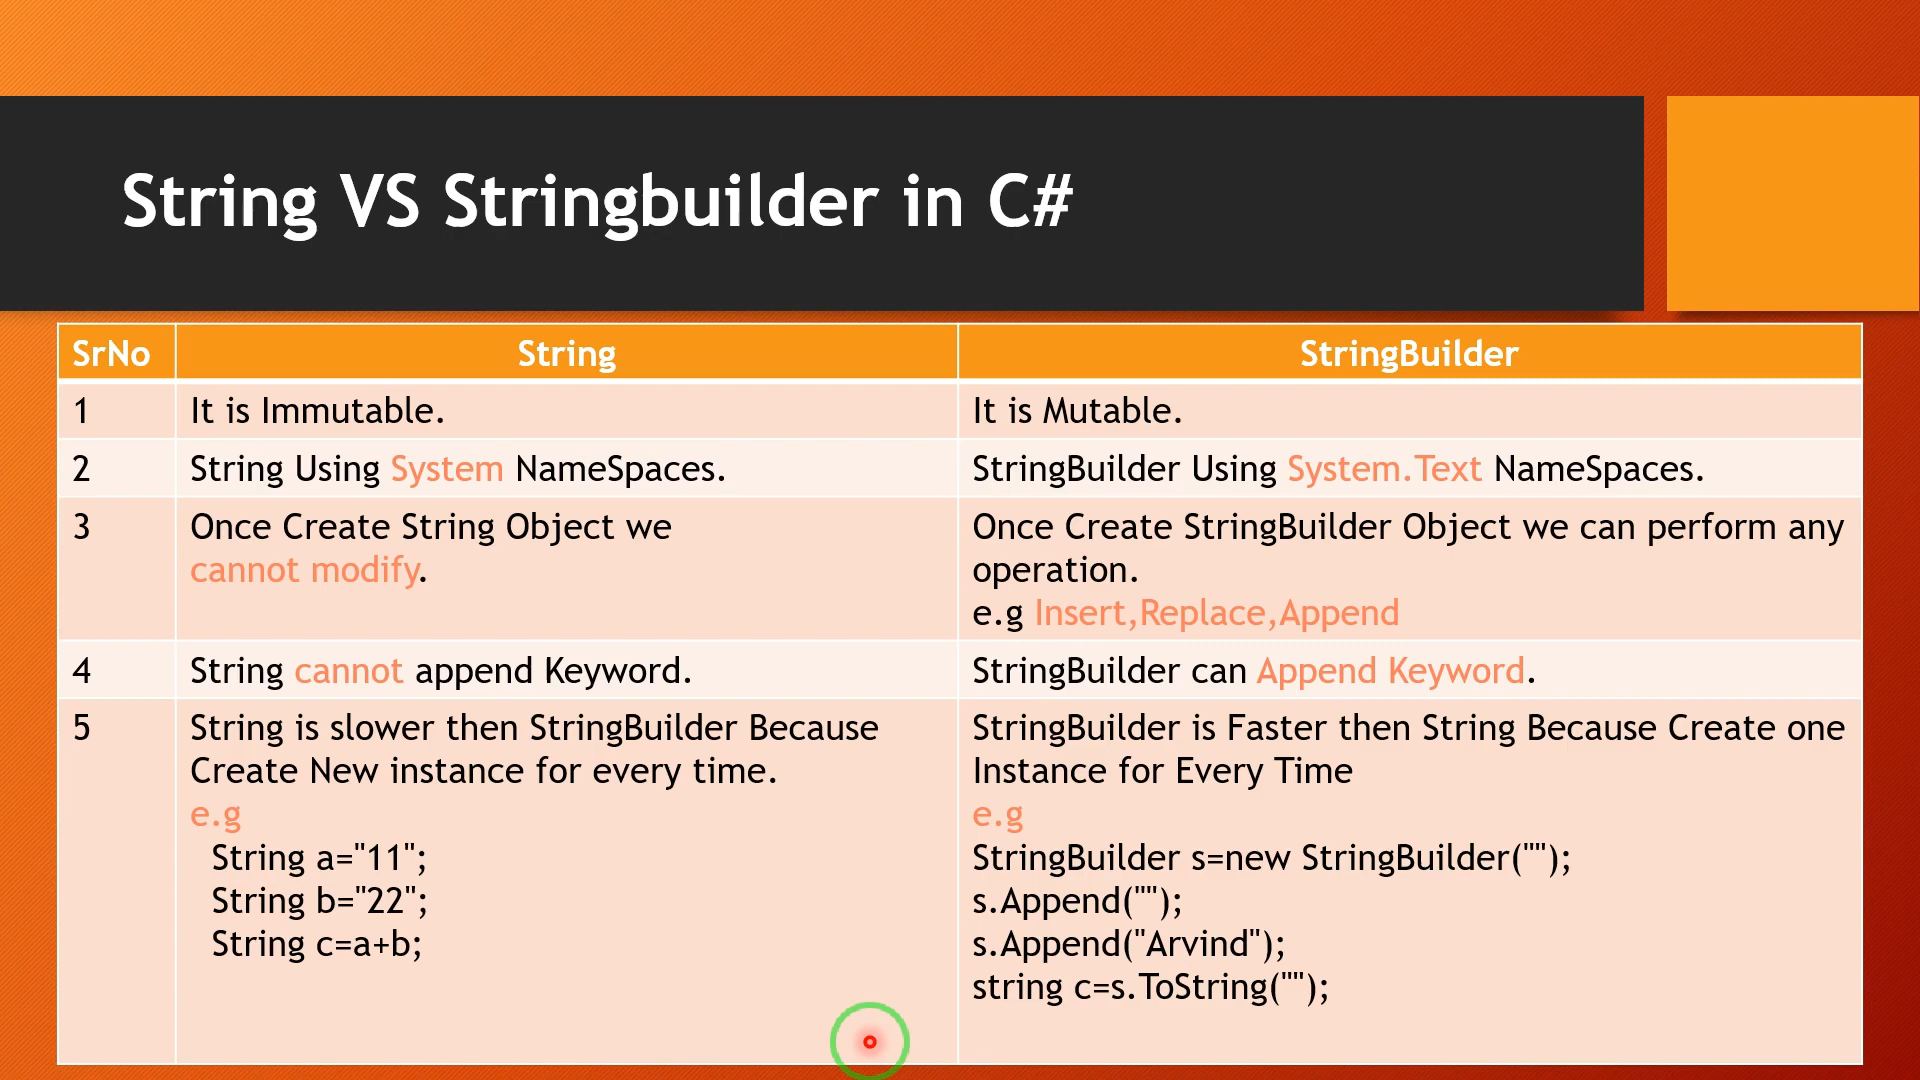 String VS Stringbuilder in C#
SrNo String StringBuilder
1 It is Immutable. It is Mutable.
2 String Using System NameSpaces. StringBuilder Using System.Text NameSpaces.
3 Once Create String Object we
cannot modify.
Once Create StringBuilder Object we can perform any
operation.
e.g Insert,Replace,Append
4 String cannot append Keyword. StringBuilder can Append Keyword.
5 String is slower then StringBuilder Because
Create New instance for every time.
e.g
String a="11";
String b="22";
String c=a+b;
StringBuilder is Faster then String Because Create one
Instance for Every Time
e.g
StringBuilder s=new StringBuilder("");
s.Append("");
s.Append("Arvind");
string c=s.ToString("");